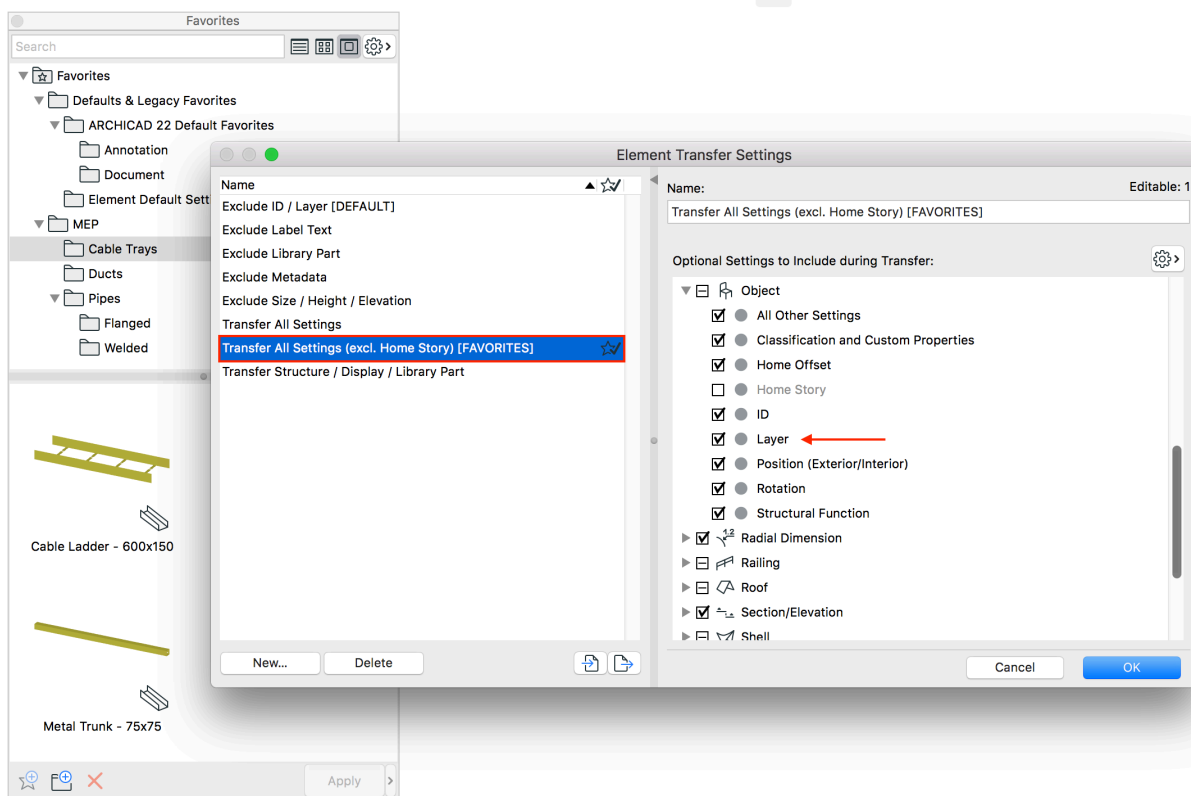 Favorites
Search
Favorites
Defaults & Legacy Favorites
ARCHICAD 22 Default Favorites
Annotation
Document
Element Default Sett
MEP
Cable Trays
Ducts
Pipes
Flanged
Welded
Cable Ladder - 600x150
Metal Trunk - 75x75
Apply
Element Transfer Settings
Name
Exclude ID / Layer [DEFAULT]
Exclude Label Text
Exclude Library Part
Exclude Metadata
Exclude Size / Height / Elevation
Transfer All Settings
Transfer All Settings (excl. Home Story) [FAVORITES]
Transfer Structure / Display / Library Part
New...
Delete
Name:
Editable: 1
Transfer All Settings (excl. Home Story) [FAVORITES]
Optional Settings to Include during Transfer:
Object
All Other Settings
Classification and Custom Properties
Home Offset
Home Story
ID
Layer
Position (Exterior/Interior)
Rotation
Structural Function
1.2
Radial Dimension
Railing
Roof
Section/Elevation
Shell
Cancel
OK